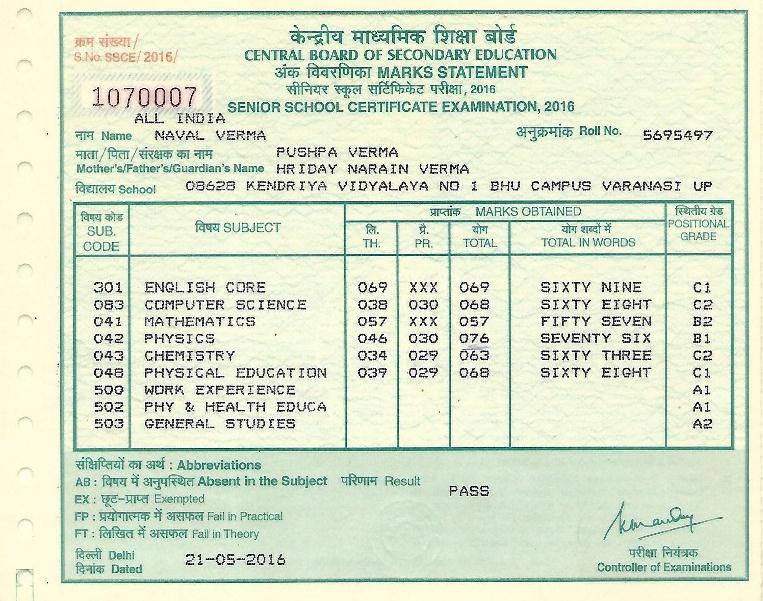 केन्द्रीय माध्यमिक शिक्षा बोर्ड
क्रम संख्या/
S.No. SSCE/2016/
CENTRAL BOARD OF SECONDARY EDUCATION
अंक विवरणिका MARKS STATEMENT
सीनियर स्कूल सर्टिफिकेट परीक्षा, 2016
1070007
SENIOR SCHOOL CERTIFICATE EXAMINATION, 2016
ALL INDIA
नाम Name NAVAL VERMA अनुक्रमांक Roll No. 5695497
माता/पिता/संरक्षक का नाम PUSHPA VERMA
Mother's/Father's/Guardian's Name HRIDAY NARAIN VERMA
विद्यालय School 08628 KENDRIYA VIDYALAYA NO 1 BHU CAMPUS VARANASI UP
विषय कोड SUB. CODE विषय SUBJECT प्राप्तांक MARKS OBTAINED स्थितीय ग्रेड POSITIONAL GRADE
लि. TH. प्रै. PR. योग TOTAL योग शब्दों में TOTAL IN WORDS
301 ENGLISH CORE 069 XXX 069 SIXTY NINE C1
083 COMPUTER SCIENCE 038 030 068 SIXTY EIGHT C2
041 MATHEMATICS 057 XXX 057 FIFTY SEVEN B2
042 PHYSICS 046 030 076 SEVENTY SIX B1
043 CHEMISTRY 034 029 063 SIXTY THREE C2
048 PHYSICAL EDUCATION 039 029 068 SIXTY EIGHT C1
500 WORK EXPERIENCE A1
502 PHY & HEALTH EDUCA A1
503 GENERAL STUDIES A2
संक्षिप्तियों का अर्थ : Abbreviations
AB : विषय में अनुपस्थित Absent in the Subject परिणाम Result PASS
EX : छूट-प्राप्त Exempted
FP : प्रयोगात्मक में असफल Fail in Practical
FT : लिखित में असफल Fail in Theory
दिल्ली Delhi
दिनांक Dated 21-05-2016
परीक्षा नियंत्रक
Controller of Examinations